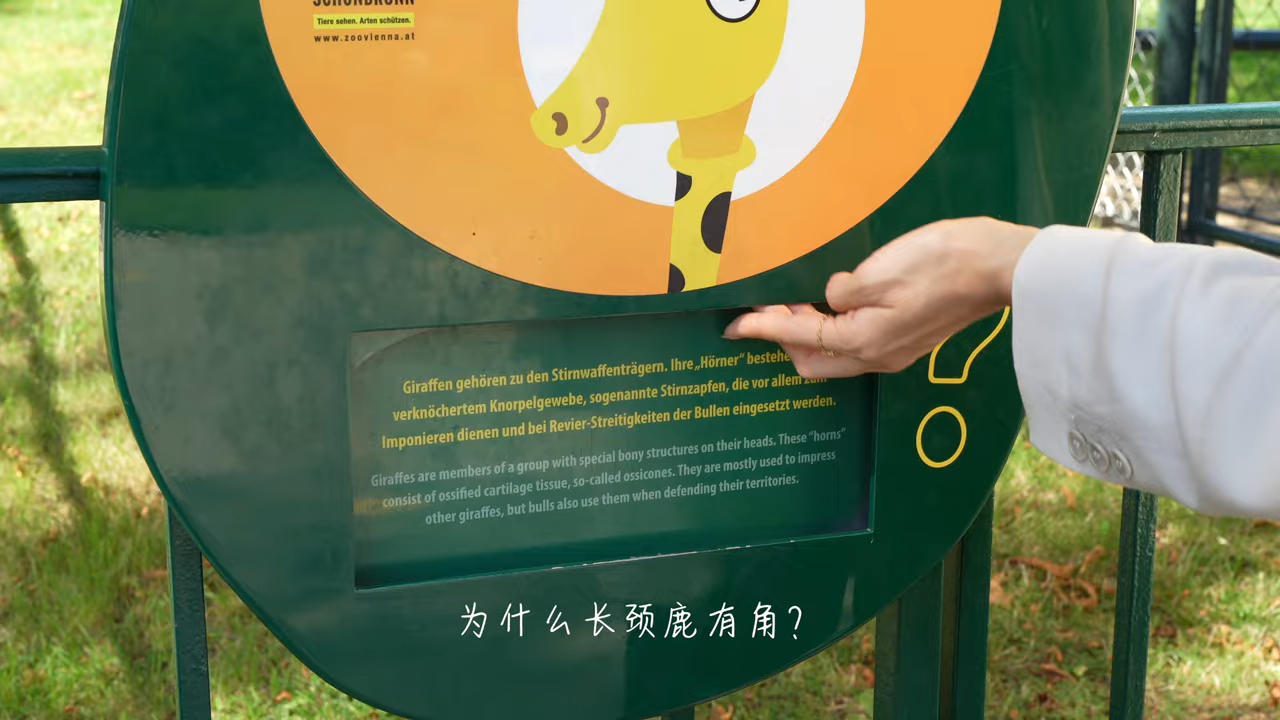 SCHÖNBRUNN
Tiere sehen. Arten schützen.
www.zoovienna.at
Giraffen gehören zu den Stirnwaffenträgern. Ihre „Hörner“
verknöchertem Knorpelgewebe, sogenannte Stirnzapfen, die vor allem zum
Imponieren dienen und bei Revier-Streitigkeiten der Bullen eingesetzt werden.
Giraffes are members of a group with special bony structures on their heads. These “horns”
consist of ossified cartilage tissue, so-called ossicones. They are mostly used to impress
other giraffes, but bulls also use them when defending their territories.
?
为什么长颈鹿有角？